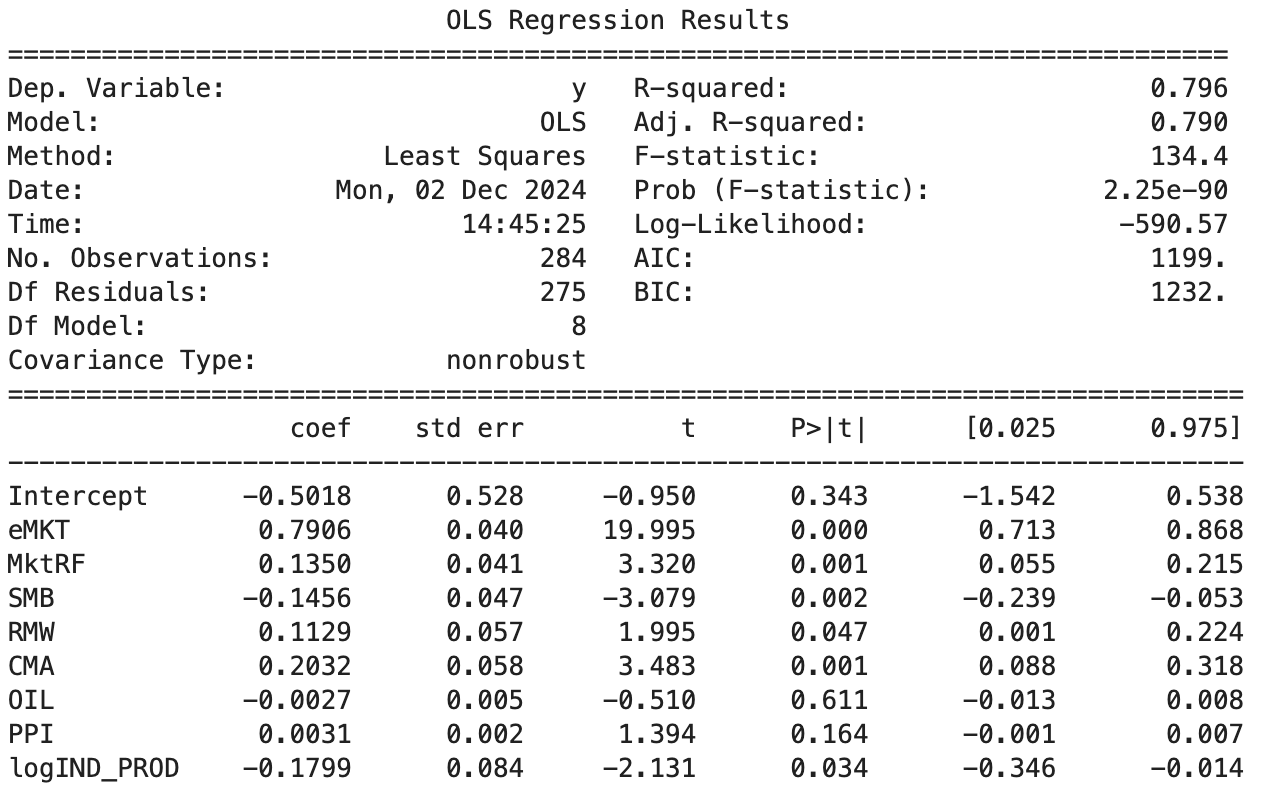 OLS Regression Results
==============================================================================
Dep. Variable: y R-squared: 0.796
Model: OLS Adj. R-squared: 0.790
Method: Least Squares F-statistic: 134.4
Date: Mon, 02 Dec 2024 Prob (F-statistic): 2.25e-90
Time: 14:45:25 Log-Likelihood: -590.57
No. Observations: 284 AIC: 1199.
Df Residuals: 275 BIC: 1232.
Df Model: 8
Covariance Type: nonrobust
===============================================================================
coef std err t P>|t| [0.025 0.975]
-------------------------------------------------------------------------------
Intercept -0.5018 0.528 -0.950 0.343 -1.542 0.538
eMKT 0.7906 0.040 19.995 0.000 0.713 0.868
MktRF 0.1350 0.041 3.320 0.001 0.055 0.215
SMB -0.1456 0.047 -3.079 0.002 -0.239 -0.053
RMW 0.1129 0.057 1.995 0.047 0.001 0.224
CMA 0.2032 0.058 3.483 0.001 0.088 0.318
OIL -0.0027 0.005 -0.510 0.611 -0.013 0.008
PPI 0.0031 0.002 1.394 0.164 -0.001 0.007
logIND_PROD -0.1799 0.084 -2.131 0.034 -0.346 -0.014